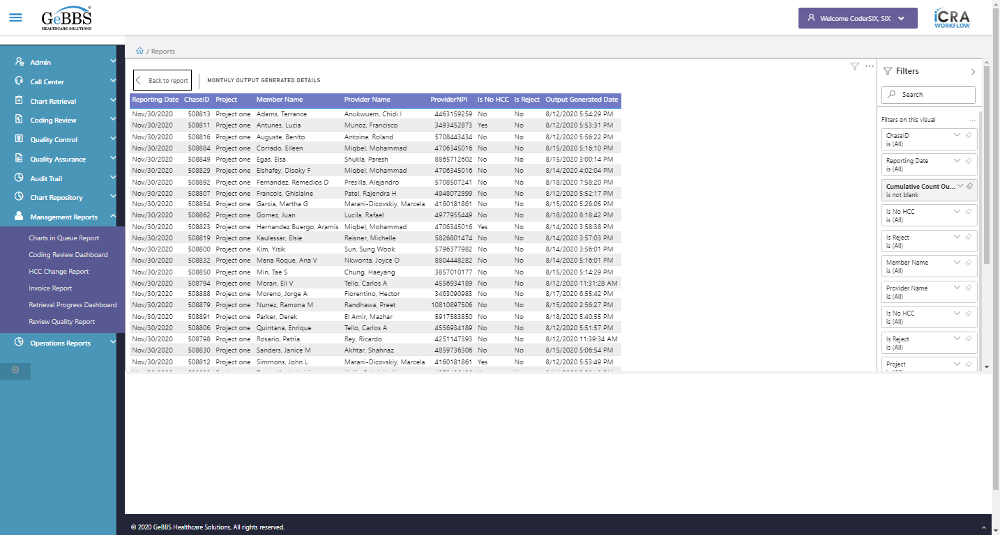 GeBBS
HEALTHCARE SOLUTIONS
Welcome CoderSIX, SIX
iCRA
WORKFLOW
Admin
Call Center
Chart Retrieval
Coding Review
Quality Control
Quality Assurance
Audit Trail
Chart Repository
Management Reports
Charts in Queue Report
Coding Review Dashboard
HCC Change Report
Invoice Report
Retrieval Progress Dashboard
Review Quality Report
Operations Reports
/ Reports
Back to report
MONTHLY OUTPUT GENERATED DETAILS
Reporting Date ChaseID Project Member Name Provider Name ProviderNPI Is No HCC Is Reject Output Generated Date
Nov/30/2020 508813 Project one Adams, Terrance Anukwuem, Chidi I 4463159259 No No 8/12/2020 5:54:29 PM
Nov/30/2020 508811 Project one Antunes, Lucia Munoz, Francisco 3493452873 Yes No 8/12/2020 5:53:31 PM
Nov/30/2020 508816 Project one Auguste, Benito Antoine, Roland 5708443434 No No 8/12/2020 5:56:22 PM
Nov/30/2020 508884 Project one Corrado, Eileen Miqbel, Mohammad 4706345016 No No 8/15/2020 5:16:10 PM
Nov/30/2020 508849 Project one Egas, Elsa Shukla, Paresh 8865712602 No No 8/15/2020 3:00:14 PM
Nov/30/2020 508829 Project one Elshafey, Disoky F Miqbel, Mohammad 4706345016 No No 8/14/2020 4:02:04 PM
Nov/30/2020 508892 Project one Fernandez, Remedios D Presilla, Alejandro 5708507241 No No 8/18/2020 7:58:20 PM
Nov/30/2020 508807 Project one Francois, Ghislaine Patel, Rajendra H 4948072899 No No 8/12/2020 5:52:17 PM
Nov/30/2020 508854 Project one Garcia, Martha G Marani-Dicovskiy, Marcela 4160181861 No No 8/15/2020 5:26:05 PM
Nov/30/2020 508862 Project one Gomez, Juan Lucila, Rafael 4977955449 No No 8/18/2020 8:18:42 PM
Nov/30/2020 508823 Project one Hernandez Buergo, Aramis Miqbel, Mohammad 4706345016 Yes No 8/14/2020 3:58:38 PM
Nov/30/2020 508819 Project one Kaulessar, Elsie Reisner, Michelle 5826801474 No No 8/14/2020 3:57:03 PM
Nov/30/2020 508800 Project one Kim, Yisik Sun, Sung Wook 5796377982 No No 8/14/2020 3:56:01 PM
Nov/30/2020 508832 Project one Mena Roque, Ana V Nkwonta, Joyce O 8804448282 No No 8/14/2020 5:16:01 PM
Nov/30/2020 508850 Project one Min, Tae S Chung, Haeyang 3857010177 No No 8/15/2020 5:14:29 PM
Nov/30/2020 508794 Project one Moran, Eli V Tello, Carlos A 4556934189 No No 8/12/2020 11:31:28 AM
Nov/30/2020 508888 Project one Moreno, Jorge A Florentino, Hector 3463090983 No No 8/17/2020 6:55:42 PM
Nov/30/2020 508879 Project one Nunez, Ramona M Randhawa, Preet 10810897506 No No 8/15/2020 2:56:27 PM
Nov/30/2020 508891 Project one Parker, Derek El Amir, Mazhar 5917583850 No No 8/18/2020 5:40:55 PM
Nov/30/2020 508806 Project one Quintana, Enrique Tello, Carlos A 4556934189 No No 8/12/2020 5:51:57 PM
Nov/30/2020 508798 Project one Rosario, Patria Rey, Ricardo 4251147393 No No 8/12/2020 11:39:34 AM
Nov/30/2020 508830 Project one Sanders, Janice M Akhtar, Shahnaz 4859736306 No No 8/15/2020 5:06:54 PM
Nov/30/2020 508812 Project one Simmons, John L Marani-Dicovskiy, Marcela 4160181861 Yes No 8/12/2020 5:53:49 PM
Filters
Search
Filters on this visual
ChaseID
is (All)
Reporting Date
is (All)
Cumulative Count Ou...
is not blank
Is No HCC
is (All)
Is Reject
is (All)
Member Name
is (All)
Provider Name
is (All)
Is No HCC
is (All)
Is Reject
is (All)
Project
© 2020 GeBBS Healthcare Solutions, All rights reserved.